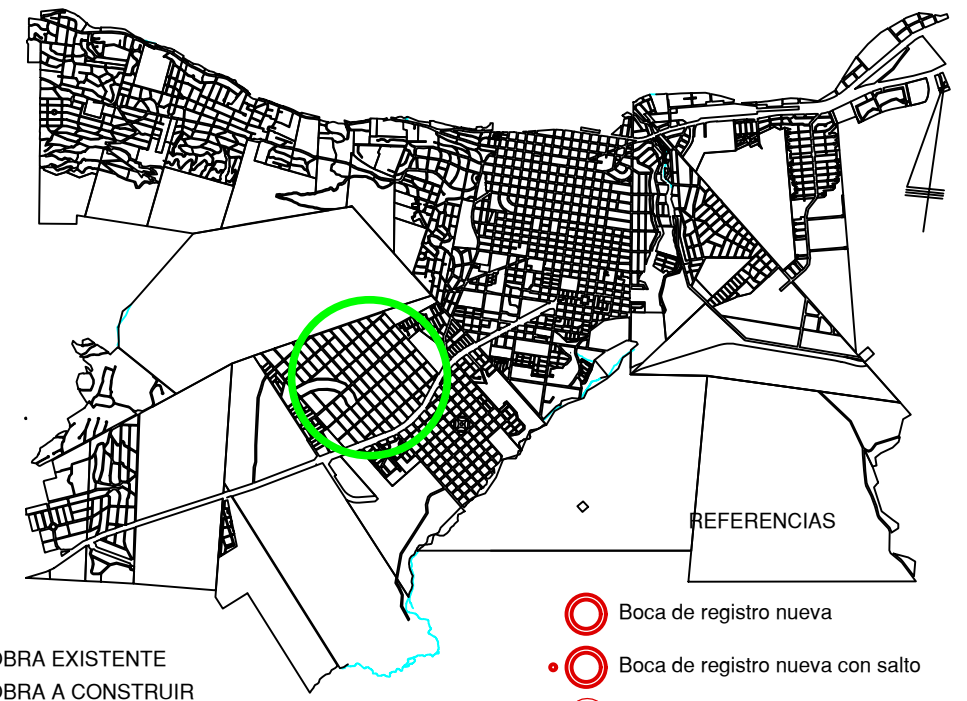 REFERENCIAS
Boca de registro nueva
Boca de registro nueva con salto
OBRA EXISTENTE
OBRA A CONSTRUIR